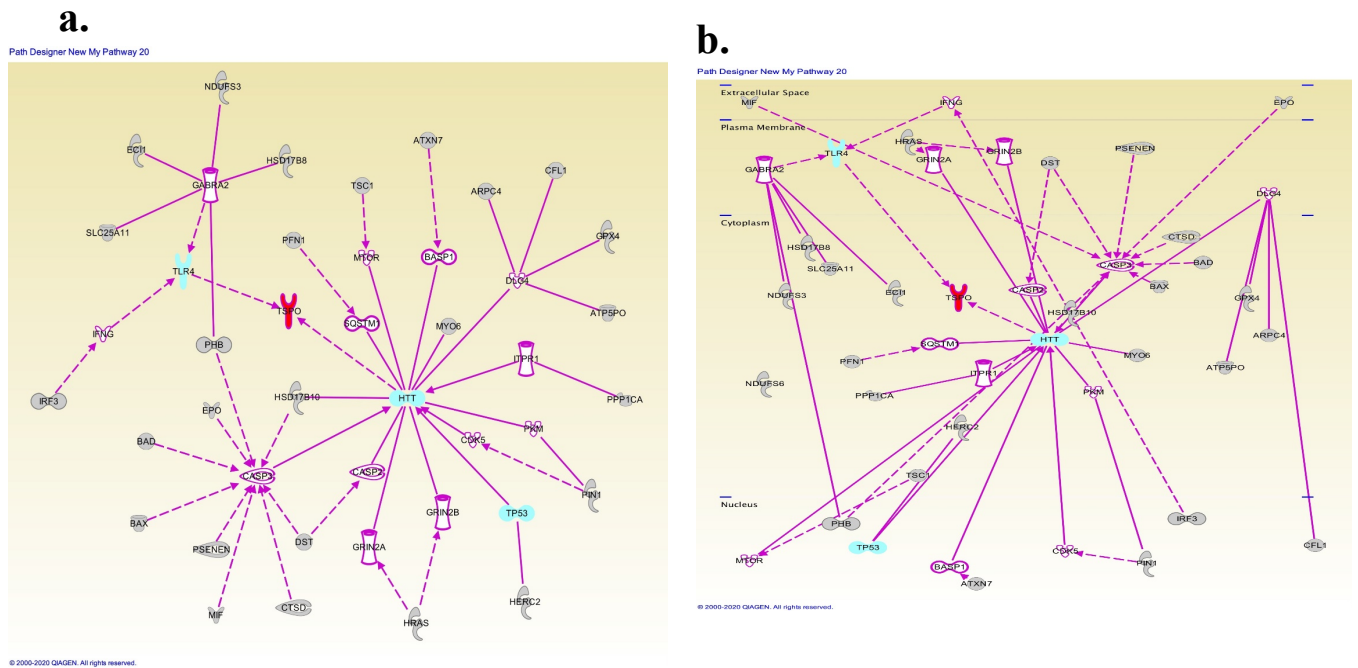 a.
Path Designer New My Pathway 20
NDUFS3
ECI1
HSD17B8
GABRA2
SLC25A11
TLR4
IFNG
IRF3
PHB
TSPO
ATXN7
TSC1
PFN1
MTOR
BASP1
SQSTM1
MYO6
ARPC4
CFL1
GPX4
DLG4
ATP5PO
ITPR1
PPP1CA
HTT
HSD17B10
EPO
BAD
CASP3
BAX
PSENEN
MIF
CTSD
DST
CASP2
GRIN2A
GRIN2B
HRAS
CDK5
PKM
PIN1
TP53
HERC2
© 2000-2020 QIAGEN. All rights reserved.
b.
Path Designer New My Pathway 20
Extracellular Space
MIF
IFNG
EPO
Plasma Membrane
TLR4
HRAS
GRIN2A
GRIN2B
DST
PSENEN
GABRA2
DLG4
Cytoplasm
HSD17B8
SLC25A11
NDUFS3
ECI1
TSPO
CASP2
CASP3
CTSD
BAD
BAX
HSD17B10
HTT
SQSTM1
PFN1
MYO6
ITPR1
PPP1CA
NDUFS6
PKM
HERC2
TSC1
GPX4
ARPC4
ATP5PO
Nucleus
PHB
TP53
MTOR
BASP1
ATXN7
CDK5
PIN1
IRF3
CFL1
© 2000-2020 QIAGEN. All rights reserved.